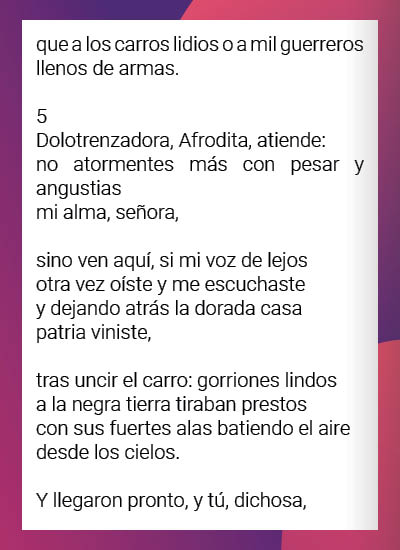 que a los carros lidios o a mil guerreros
llenos de armas.
5
Dolotrenzadora, Afrodita, atiende:
no atormentes más con pesar y
angustias
mi alma, señora,
sino ven aquí, si mi voz de lejos
otra vez oíste y me escuchaste
y dejando atrás la dorada casa
patria viniste,
tras uncir el carro: gorriones lindos
a la negra tierra tiraban prestos
con sus fuertes alas batiendo el aire
desde los cielos.
Y llegaron pronto, y tú, dichosa,